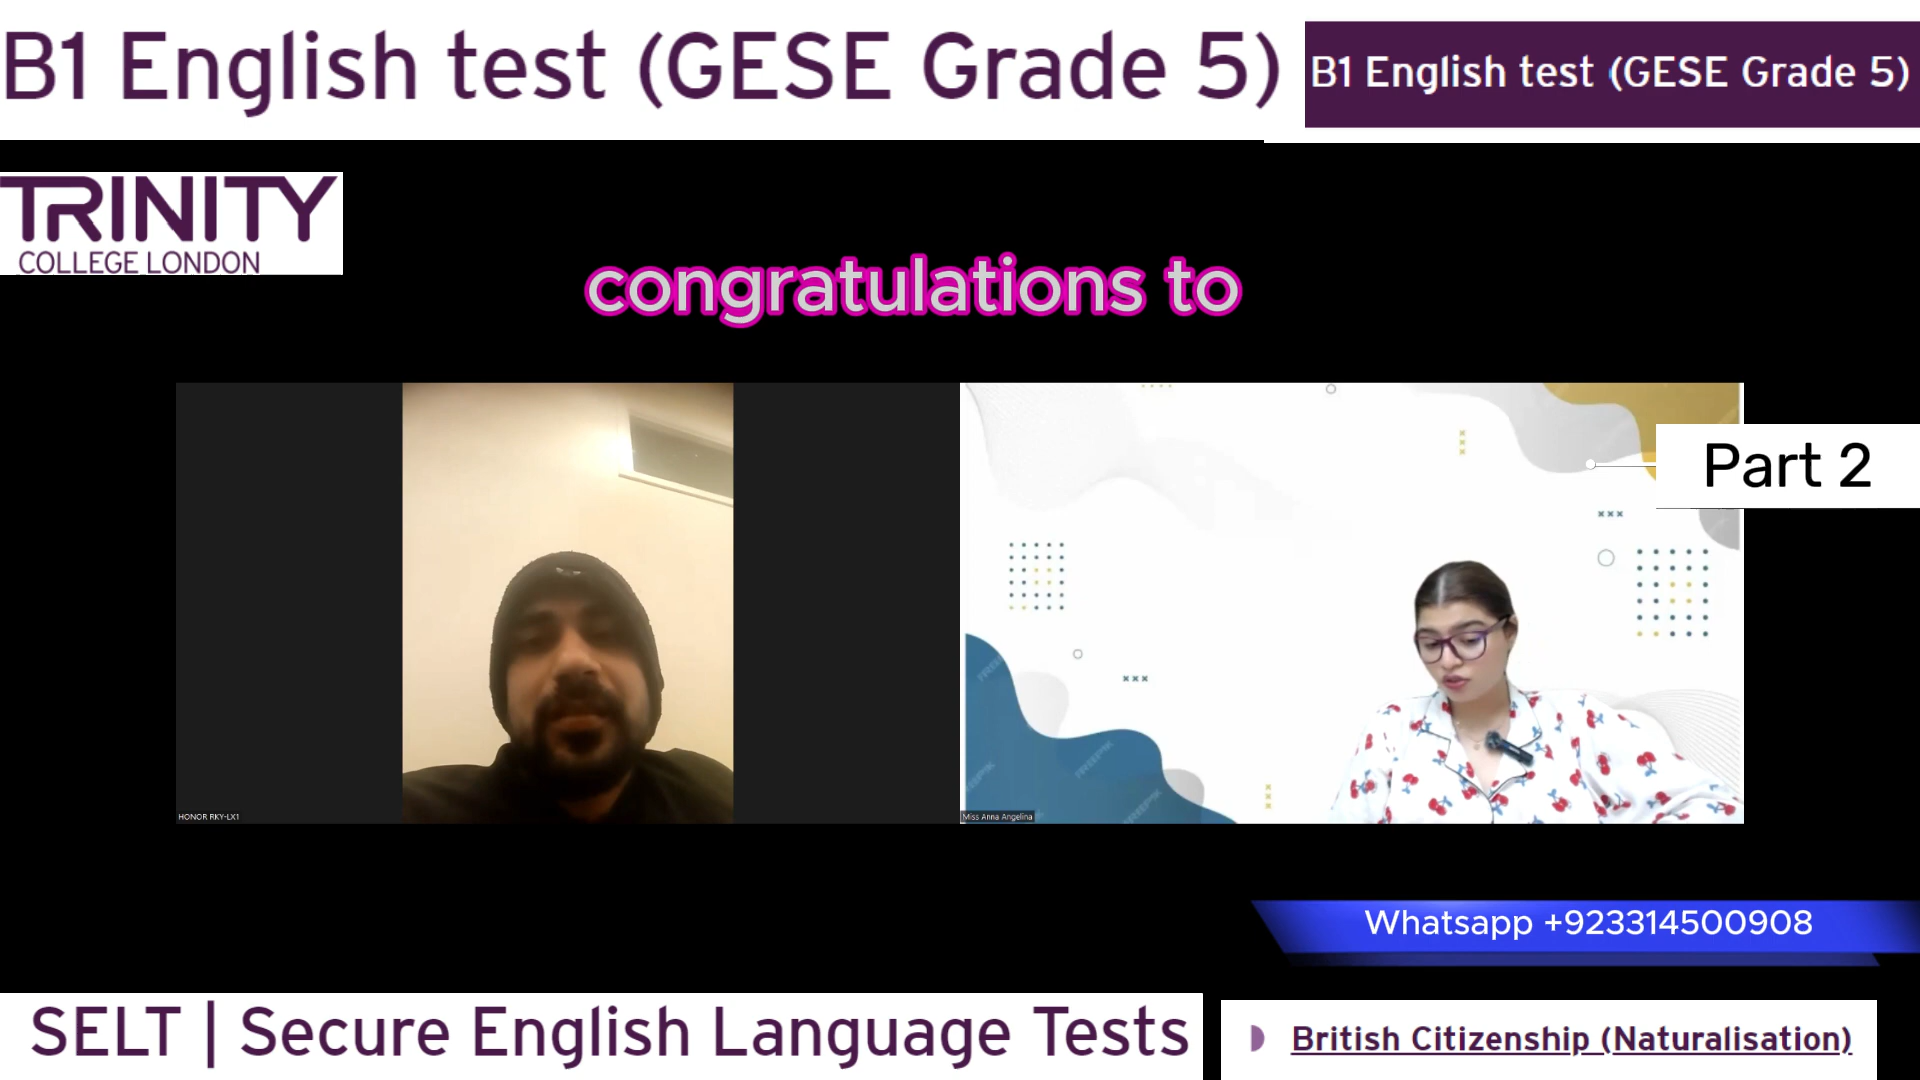 B1 English test (GESE Grade 5)
B1 English test (GESE Grade 5)
TRINITY
COLLEGE LONDON
congratulations to
Part 2
HONOR RKY-LX1
Miss Anna Angelina
Whatsapp +923314500908
SELT | Secure English Language Tests
British Citizenship (Naturalisation)